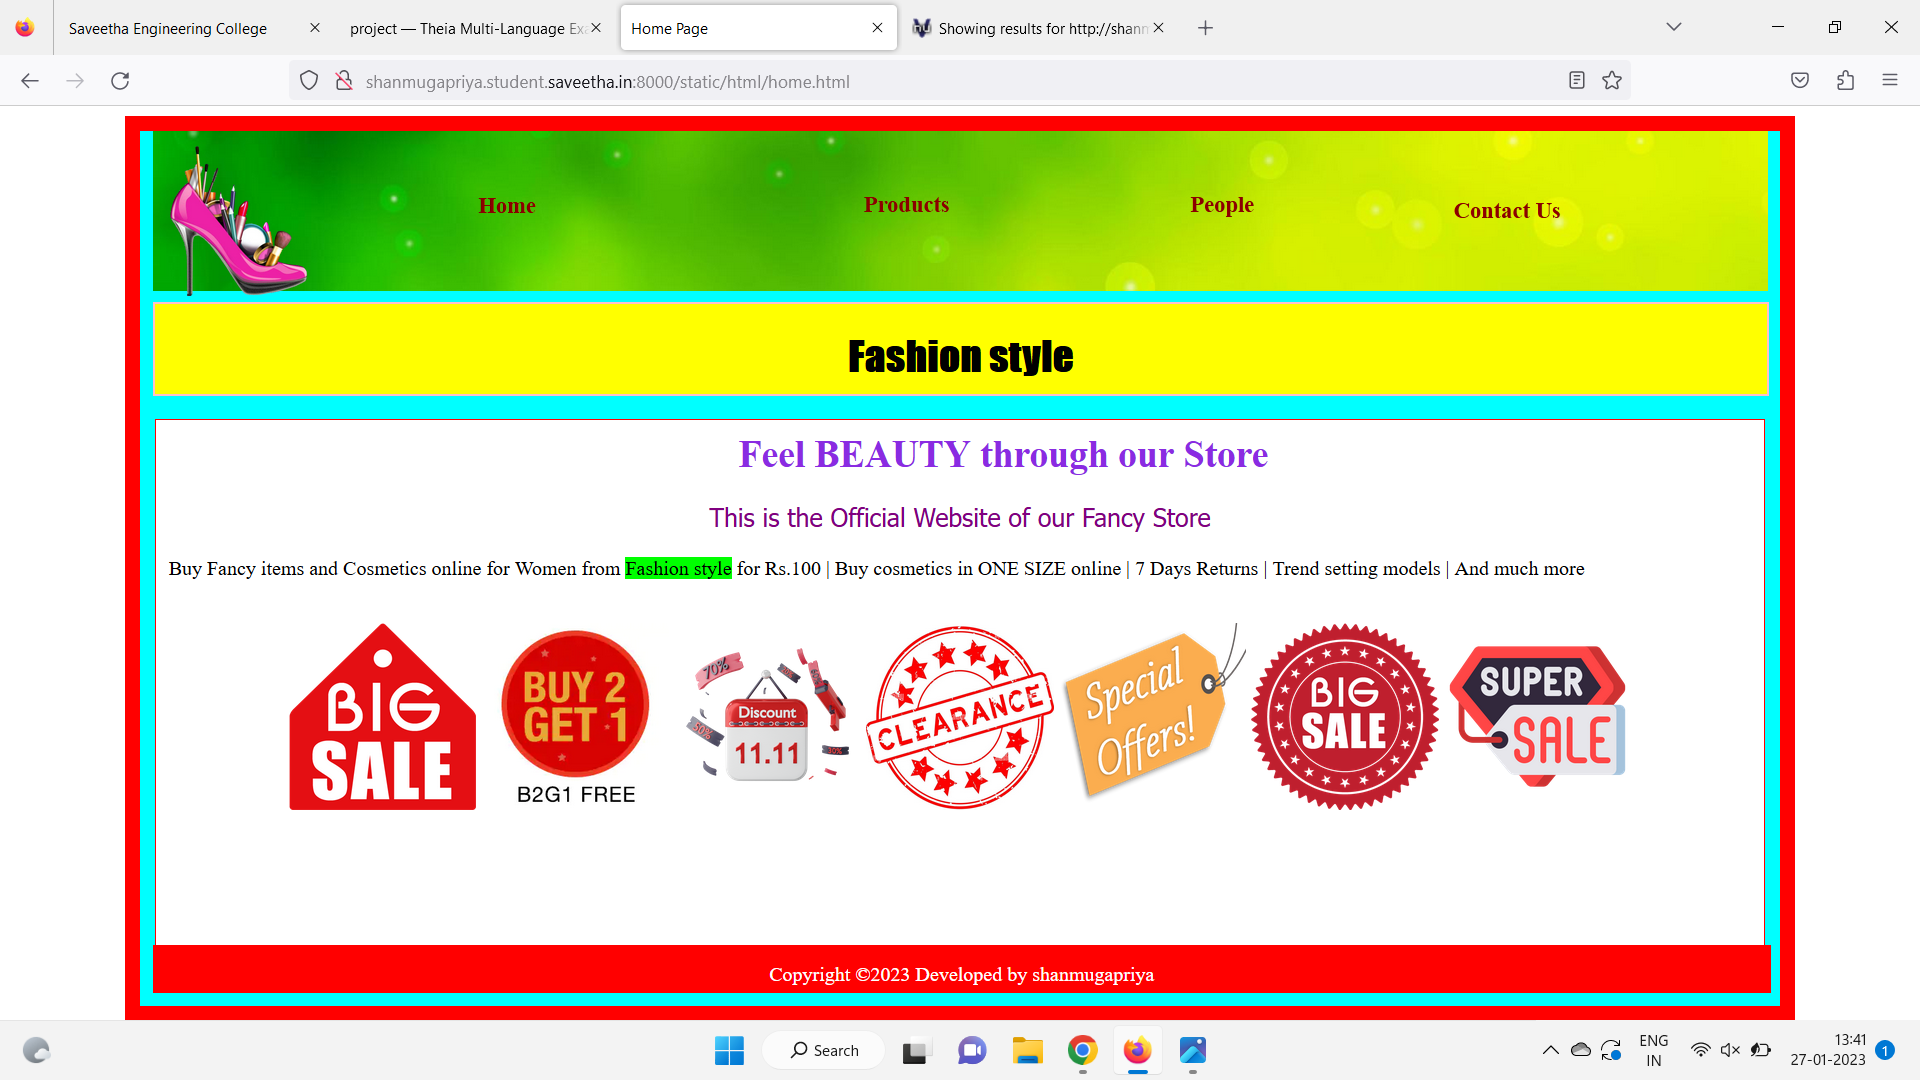 Saveetha Engineering College
project — Theia Multi-Language Exa
Home Page
Showing results for http://shann
shanmugapriya.student.saveetha.in:8000/static/html/home.html
Home
Products
People
Contact Us
Fashion style
Feel BEAUTY through our Store
This is the Official Website of our Fancy Store
Buy Fancy items and Cosmetics online for Women from Fashion style for Rs.100 | Buy cosmetics in ONE SIZE online | 7 Days Returns | Trend setting models | And much more
BIG
SALE
BUY 2
GET 1
B2G1 FREE
70%
50%
Discount
11.11
CLEARANCE
Special
Offers!
BIG
SALE
SUPER
SALE
Copyright ©2023 Developed by shanmugapriya
Search
ENG
IN
13:41
27-01-2023
1